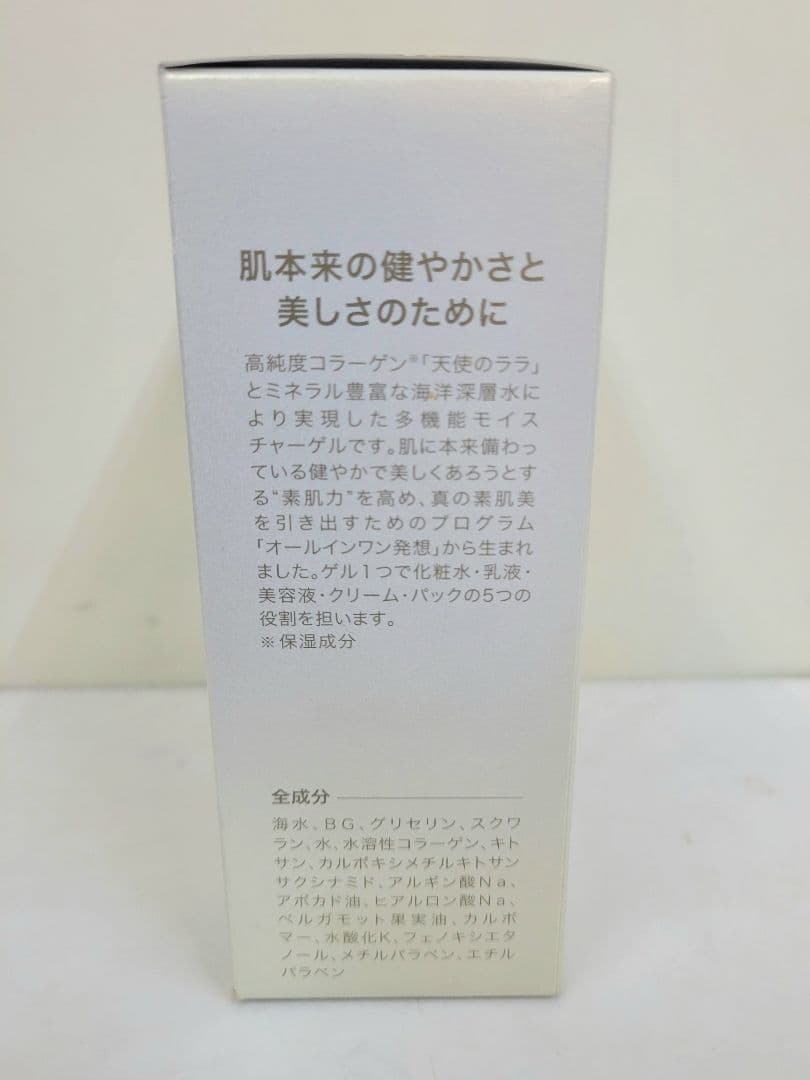 肌本来の健やかさと
美しさのために
高純度コラーゲン※「天使のララ」
とミネラル豊富な海洋深層水に
より実現した多機能モイス
チャーゲルです。肌に本来備わっ
ている健やかで美しくあろうとす
る“素肌力”を高め、真の素肌美
を引き出すためのプログラム
「オールインワン発想」から生まれ
ました。ゲル1つで化粧水・乳液・
美容液・クリーム・パックの5つの
役割を担います。
※保湿成分
全成分
海水、BG、グリセリン、スクワ
ラン、水、水溶性コラーゲン、キト
サン、カルボキシメチルキトサン
サクシナミド、アルギン酸Na、
アボカド油、ヒアルロン酸Na、
ベルガモット果実油、カルボ
マー、水酸化K、フェノキシエタ
ノール、メチルパラベン、エチル
パラベン